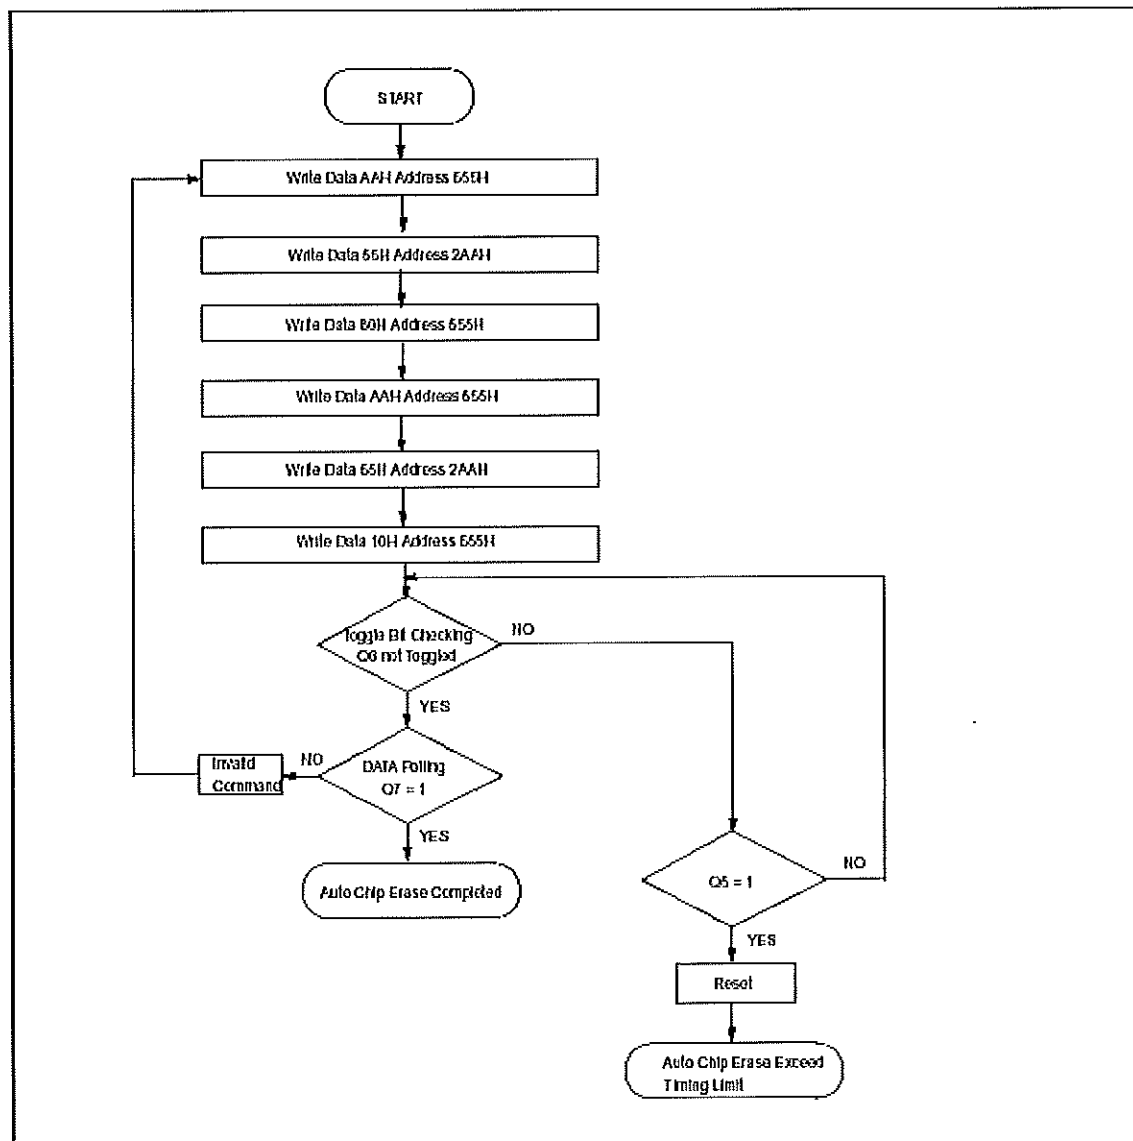 START
Write Data AAH Address 555H
Write Data 55H Address 2AAH
Write Data 80H Address 555H
Write Data AAH Address 555H
Write Data 55H Address 2AAH
Write Data 10H Address 555H
Toggle Bit Checking
Q6 not Toggled
NO
YES
Invalid
Command
NO
DATA Polling
Q7 = 1
YES
Auto Chip Erase Completed
Q5 = 1
NO
YES
Reset
Auto Chip Erase Exceed
Timing Limit